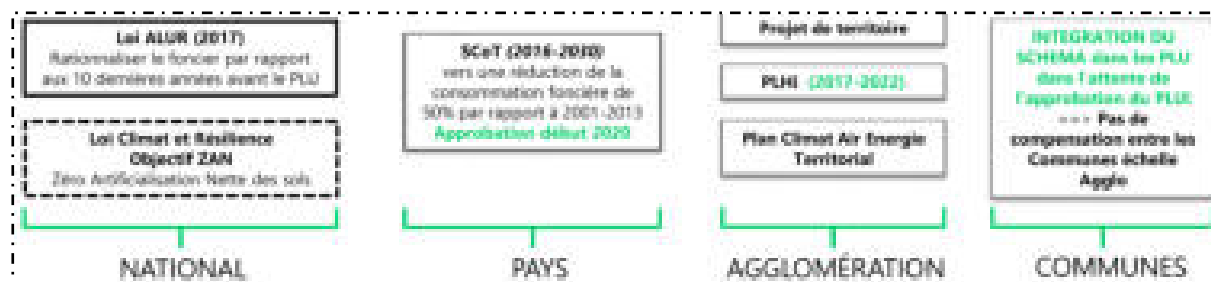 Loi ALUR (2017)
Rationnaliser le foncier par rapport
aux 10 dernières années avant le PLU
Loi Climat et Résilience
Objectif ZAN
Zéro Artificialisation Nette des sols
NATIONAL
SCoT (2016-2030)
vers une réduction de la
consommation foncière de
50% par rapport à 2001-2013
Approbation début 2020
PAYS
Projet de territoire
PLHI (2017-2022)
Plan Climat Air Energie
Territorial
AGGLOMÉRATION
INTEGRATION DU
SCHEMA dans les PLU
dans l'attente de
l'approbation du PLUi
==> Pas de
compensation entre les
Communes échelle
Agglo
COMMUNES